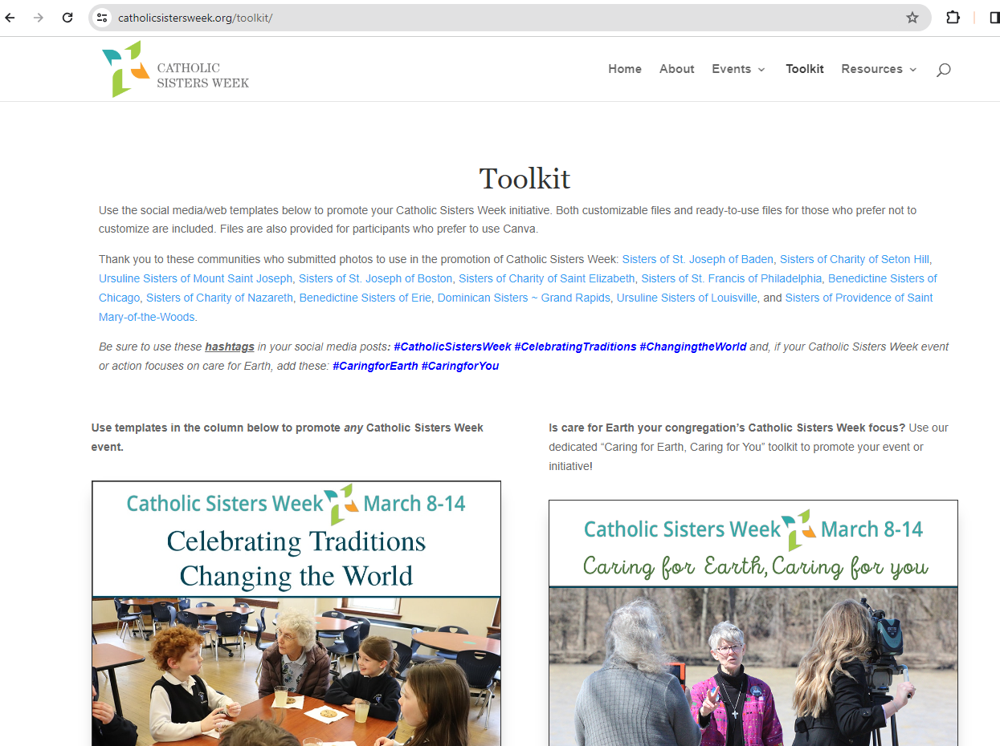 catholicsistersweek.org/toolkit/
CATHOLIC
SISTERS WEEK
Home About Events Toolkit Resources
Toolkit
Use the social media/web templates below to promote your Catholic Sisters Week initiative. Both customizable files and ready-to-use files for those who prefer not to
customize are included. Files are also provided for participants who prefer to use Canva.
Thank you to these communities who submitted photos to use in the promotion of Catholic Sisters Week: Sisters of St. Joseph of Baden, Sisters of Charity of Seton Hill,
Ursuline Sisters of Mount Saint Joseph, Sisters of St. Joseph of Boston, Sisters of Charity of Saint Elizabeth, Sisters of St. Francis of Philadelphia, Benedictine Sisters of
Chicago, Sisters of Charity of Nazareth, Benedictine Sisters of Erie, Dominican Sisters ~ Grand Rapids, Ursuline Sisters of Louisville, and Sisters of Providence of Saint
Mary-of-the-Woods.
Be sure to use these hashtags in your social media posts: #CatholicSistersWeek #CelebratingTraditions #ChangingtheWorld and, if your Catholic Sisters Week event
or action focuses on care for Earth, add these: #CaringforEarth #CaringforYou
Use templates in the column below to promote any Catholic Sisters Week
event.
Catholic Sisters Week March 8-14
Celebrating Traditions
Changing the World
Is care for Earth your congregation’s Catholic Sisters Week focus? Use our
dedicated “Caring for Earth, Caring for You” toolkit to promote your event or
initiative!
Catholic Sisters Week March 8-14
Caring for Earth, Caring for you